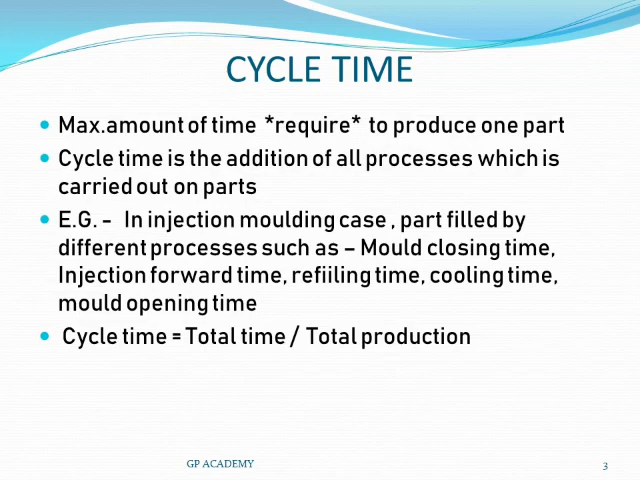 CYCLE TIME
Max.amount of time *require* to produce one part
Cycle time is the addition of all processes which is
carried out on parts
E.G. - In injection moulding case , part filled by
different processes such as – Mould closing time,
Injection forward time, refiiling time, cooling time,
mould opening time
Cycle time = Total time / Total production
GP ACADEMY
3